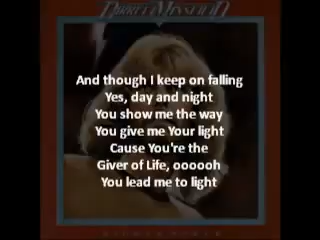 And though I keep on falling
Yes, day and night
You show me the way
You give me Your light
Cause You're the
Giver of Life, oooooh
You lead me to light